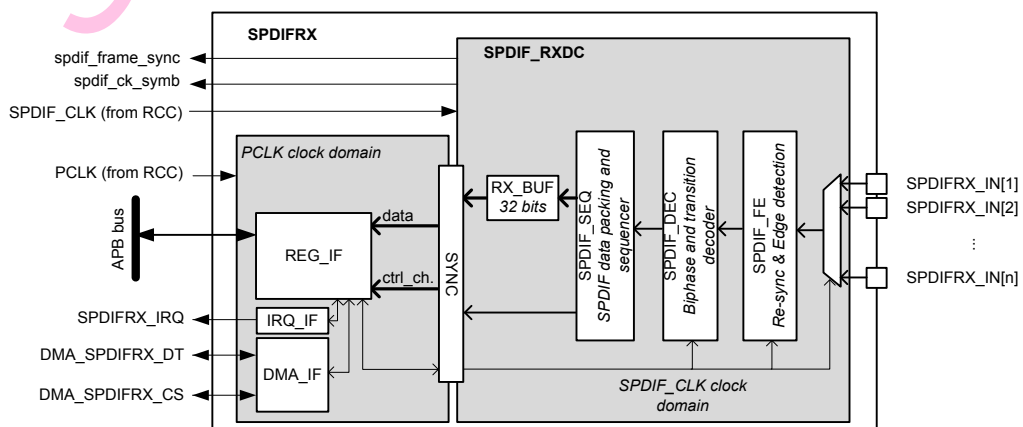 SPDIFRX
SPDIF_RXDC
spdif_frame_sync
spdif_ck_symb
SPDIF_CLK (from RCC)
PCLK clock domain
PCLK (from RCC)
APB bus
REG_IF
data
ctrl_ch.
SYNC
RX_BUF
32 bits
SPDIF_SEQ
SPDIF data packing and
sequencer
SPDIF_DEC
Biphase and transition
decoder
SPDIF_FE
Re-sync & Edge detection
SPDIFRX_IN[1]
SPDIFRX_IN[2]
...
SPDIFRX_IN[n]
SPDIFRX_IRQ
IRQ_IF
DMA_SPDIFRX_DT
DMA_IF
DMA_SPDIFRX_CS
SPDIF_CLK clock
domain